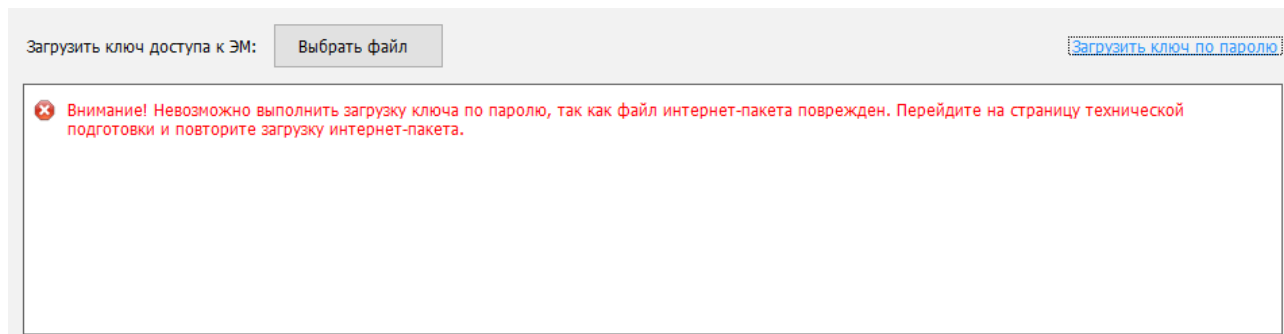 Загрузить ключ доступа к ЭМ: Выбрать файл Загрузить ключ по паролю
Внимание! Невозможно выполнить загрузку ключа по паролю, так как файл интернет-пакета поврежден. Перейдите на страницу технической
подготовки и повторите загрузку интернет-пакета.